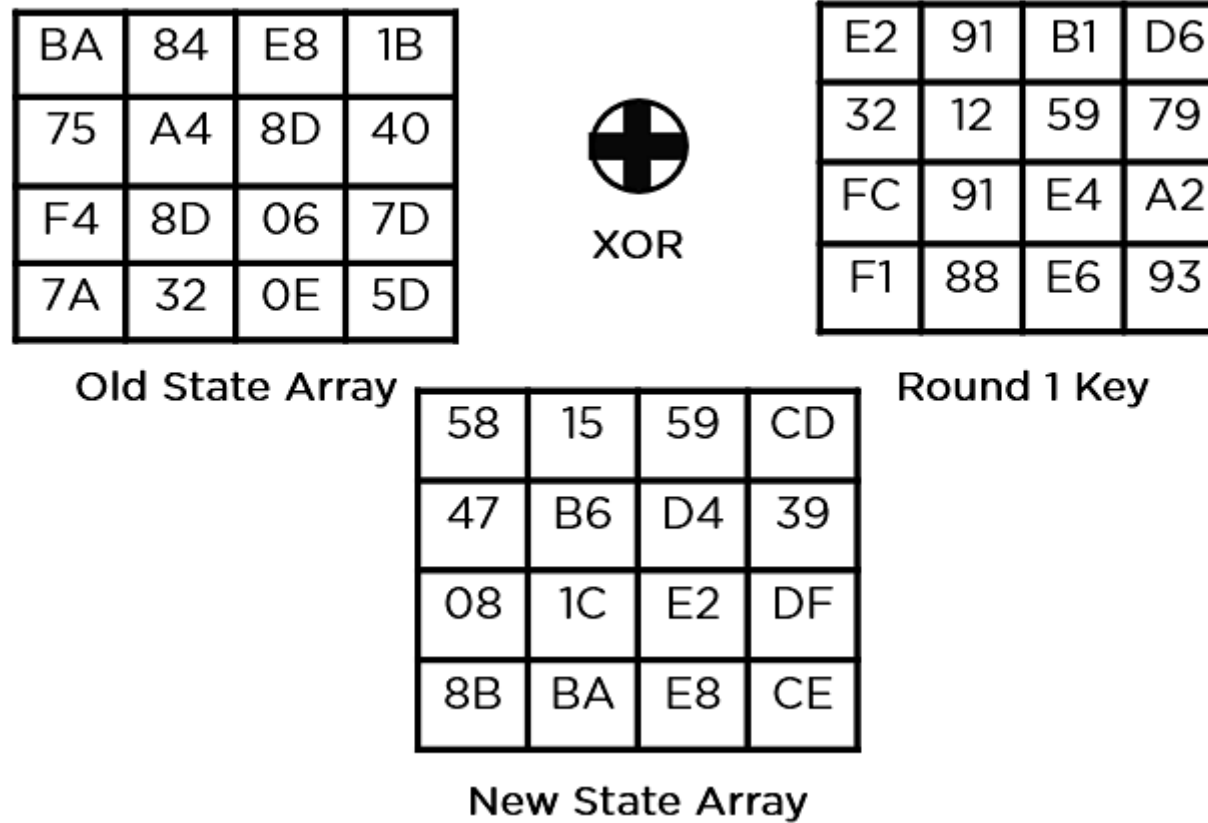 BA 84 E8 1B
75 A4 8D 40
F4 8D 06 7D
7A 32 0E 5D
Old State Array
XOR
E2 91 B1 D6
32 12 59 79
FC 91 E4 A2
F1 88 E6 93
Round 1 Key
58 15 59 CD
47 B6 D4 39
08 1C E2 DF
8B BA E8 CE
New State Array